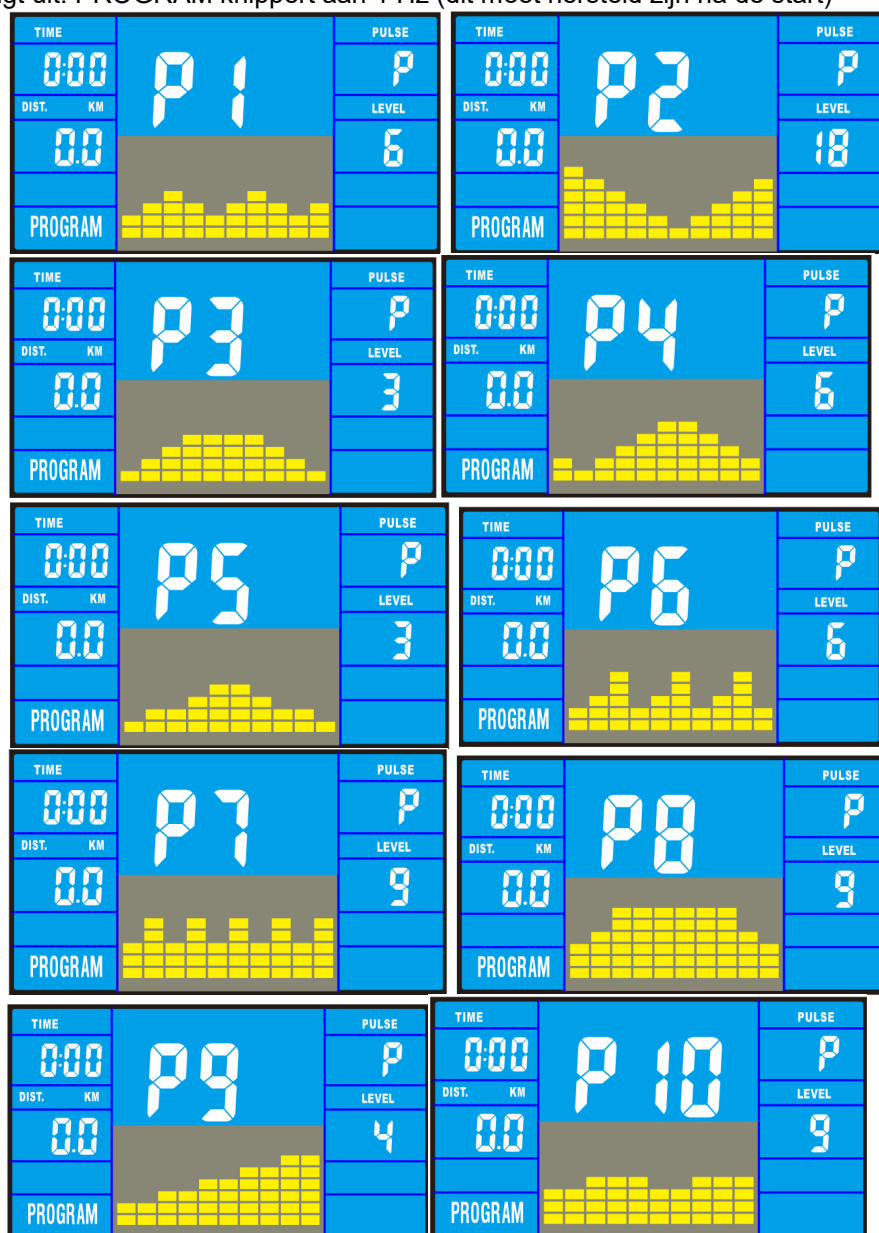 uit. PROGRAM knippert aan 1 Hz (dit moet hersteld zijn na de start)
TIME
0:00
DIST. KM
0.0
PROGRAM
P1
PULSE
P
LEVEL
6
TIME
0:00
DIST. KM
0.0
PROGRAM
P2
PULSE
P
LEVEL
18
TIME
0:00
DIST. KM
0.0
PROGRAM
P3
PULSE
P
LEVEL
3
TIME
0:00
DIST. KM
0.0
PROGRAM
P4
PULSE
P
LEVEL
6
TIME
0:00
DIST. KM
0.0
PROGRAM
P5
PULSE
P
LEVEL
3
TIME
0:00
DIST. KM
0.0
PROGRAM
P6
PULSE
P
LEVEL
6
TIME
0:00
DIST. KM
0.0
PROGRAM
P7
PULSE
P
LEVEL
9
TIME
0:00
DIST. KM
0.0
PROGRAM
P8
PULSE
P
LEVEL
9
TIME
0:00
DIST. KM
0.0
PROGRAM
P9
PULSE
P
LEVEL
4
TIME
0:00
DIST. KM
0.0
PROGRAM
P10
PULSE
P
LEVEL
9